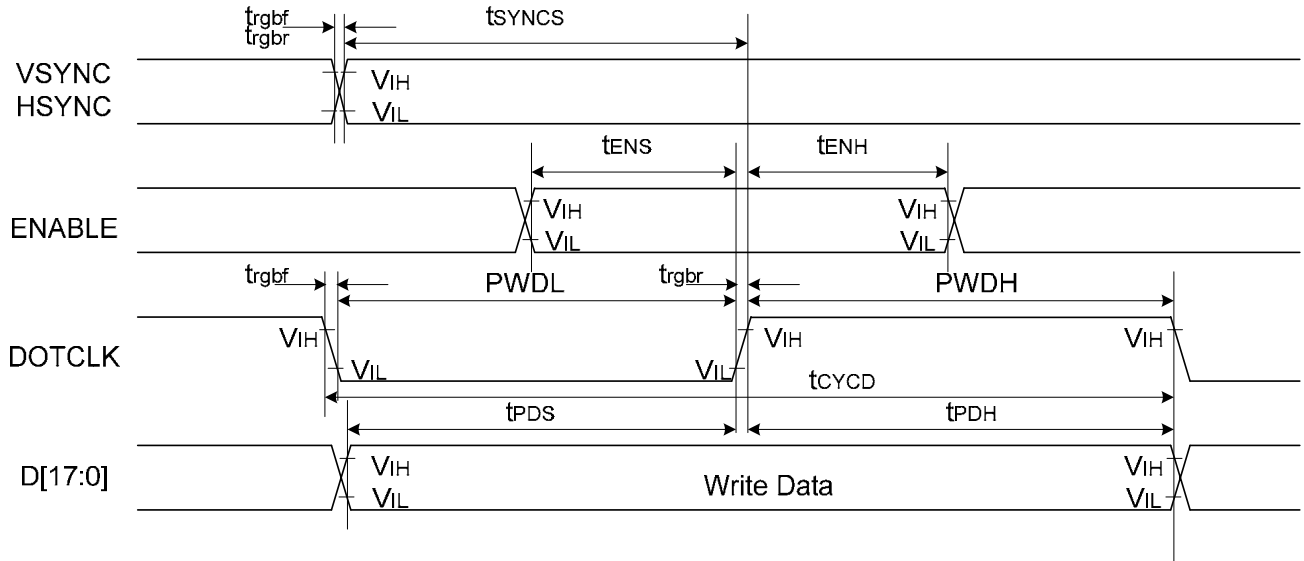 trgbf
trgbr
tSYNCS
VSYNC
HSYNC
VIH
VIL
tENS
tENH
ENABLE
VIH
VIL
VIH
VIL
trgbf
PWDL
trgbr
PWDH
DOTCLK
VIH
VIL
VIL
VIH
VIH
tCYCD
tPDS
tPDH
D[17:0]
VIH
VIL
Write Data
VIH
VIL